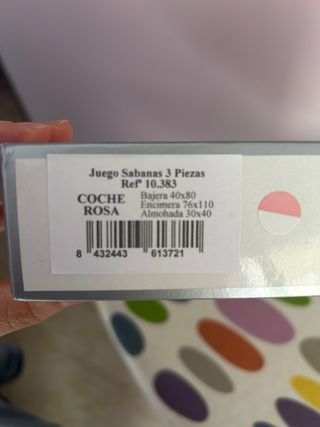 Juego Sabanas 3 Piezas
Refª 10.383
COCHE
ROSA
Bajera 40x80
Encimera 76x110
Almohada 30x40
8 432443 613721